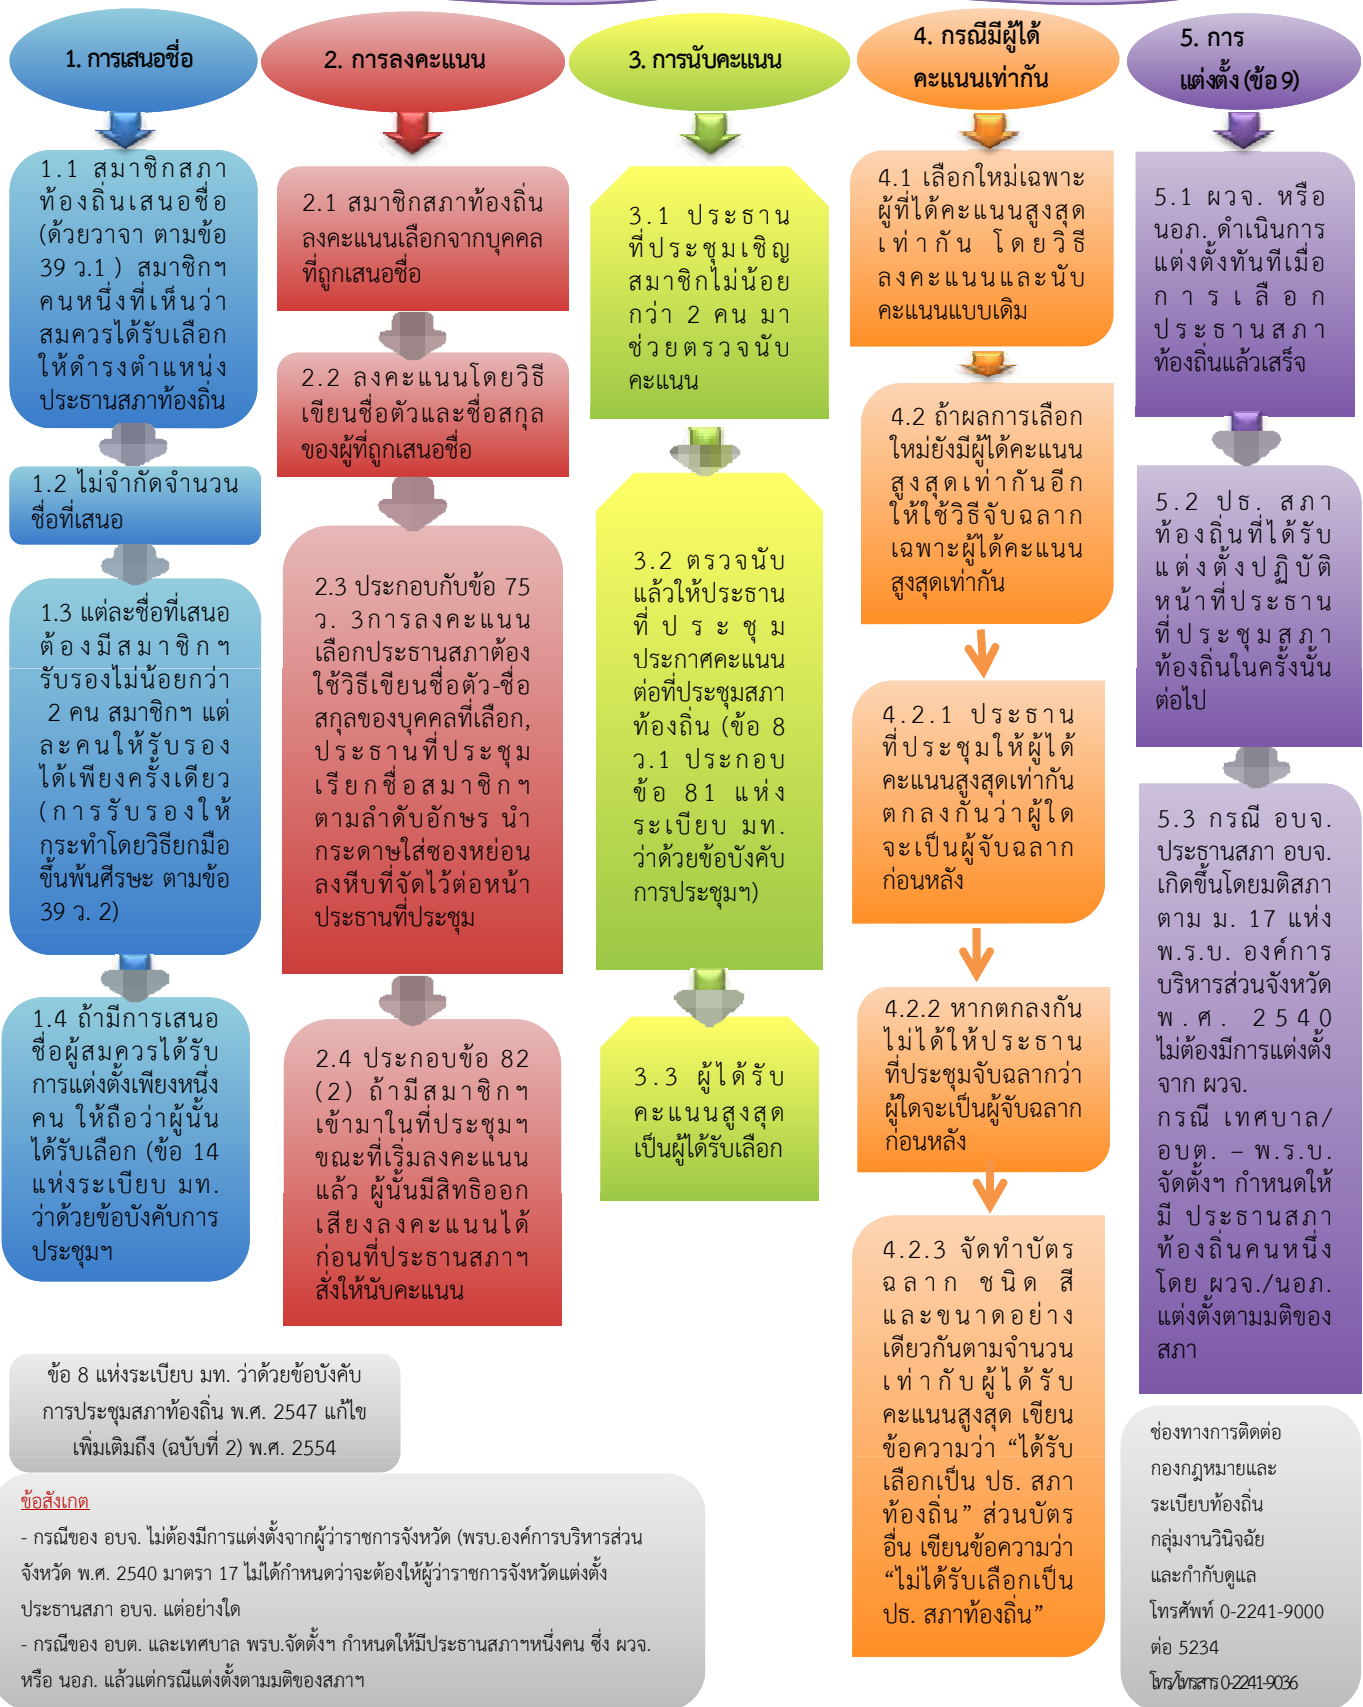 1. การเสนอชื่อ
1.1 สมาชิกสภา
ท้องถิ่นเสนอชื่อ
(ด้วยวาจา ตามข้อ
39 ว.1 ) สมาชิกฯ
คนหนึ่งที่เห็นว่า
สมควรได้รับเลือก
ให้ดำรงตำแหน่ง
ประธานสภาท้องถิ่น
1.2 ไม่จำกัดจำนวน
ชื่อที่เสนอ
1.3 แต่ละชื่อที่เสนอ
ต้องมีสมาชิกฯ
รับรองไม่น้อยกว่า
2 คน สมาชิกฯ แต่
ละคนให้รับรอง
ได้เพียงครั้งเดียว
(การรับรองให้
กระทำโดยวิธียกมือ
ขึ้นพ้นศีรษะ ตามข้อ
39 ว. 2)
1.4 ถ้ามีการเสนอ
ชื่อผู้สมควรได้รับ
การแต่งตั้งเพียงหนึ่ง
คน ให้ถือว่าผู้นั้น
ได้รับเลือก (ข้อ 14
แห่งระเบียบ มท.
ว่าด้วยข้อบังคับการ
ประชุมฯ
2. การลงคะแนน
2.1 สมาชิกสภาท้องถิ่น
ลงคะแนนเลือกจากบุคคล
ที่ถูกเสนอชื่อ
2.2 ลงคะแนนโดยวิธี
เขียนชื่อตัวและชื่อสกุล
ของผู้ที่ถูกเสนอชื่อ
2.3 ประกอบกับข้อ 75
ว. 3การลงคะแนน
เลือกประธานสภาต้อง
ใช้วิธีเขียนชื่อตัว-ชื่อ
สกุลของบุคคลที่เลือก,
ประธานที่ประชุม
เรียกชื่อสมาชิกฯ
ตามลำดับอักษร นำ
กระดาษใส่ซองหย่อน
ลงหีบที่จัดไว้ต่อหน้า
ประธานที่ประชุม
2.4 ประกอบข้อ 82
(2) ถ้ามีสมาชิกฯ
เข้ามาในที่ประชุมฯ
ขณะที่เริ่มลงคะแนน
แล้ว ผู้นั้นมีสิทธิออก
เสียงลงคะแนนได้
ก่อนที่ประธานสภาฯ
สั่งให้นับคะแนน
3. การนับคะแนน
3.1 ประธาน
ที่ประชุมเชิญ
สมาชิกไม่น้อย
กว่า 2 คน มา
ช่วยตรวจนับ
คะแนน
3.2 ตรวจนับ
แล้วให้ประธาน
ที่ประชุม
ประกาศคะแนน
ต่อที่ประชุมสภา
ท้องถิ่น (ข้อ 8
ว.1 ประกอบ
ข้อ 81 แห่ง
ระเบียบ มท.
ว่าด้วยข้อบังคับ
การประชุมฯ)
3.3 ผู้ได้รับ
คะแนนสูงสุด
เป็นผู้ได้รับเลือก
4. กรณีมีผู้ได้
คะแนนเท่ากัน
4.1 เลือกใหม่เฉพาะ
ผู้ที่ได้คะแนนสูงสุด
เท่ากัน โดยวิธี
ลงคะแนนและนับ
คะแนนแบบเดิม
4.2 ถ้าผลการเลือก
ใหม่ยังมีผู้ได้คะแนน
สูงสุดเท่ากันอีก
ให้ใช้วิธีจับฉลาก
เฉพาะผู้ได้คะแนน
สูงสุดเท่ากัน
4.2.1 ประธาน
ที่ประชุมให้ผู้ได้
คะแนนสูงสุดเท่ากัน
ตกลงกันว่าผู้ใด
จะเป็นผู้จับฉลาก
ก่อนหลัง
4.2.2 หากตกลงกัน
ไม่ได้ให้ประธาน
ที่ประชุมจับฉลากว่า
ผู้ใดจะเป็นผู้จับฉลาก
ก่อนหลัง
4.2.3 จัดทำบัตร
ฉลาก ชนิด สี
และขนาดอย่าง
เดียวกันตามจำนวน
เท่ากับผู้ได้รับ
คะแนนสูงสุด เขียน
ข้อความว่า “ได้รับ
เลือกเป็น ปธ. สภา
ท้องถิ่น” ส่วนบัตร
อื่น เขียนข้อความว่า
“ไม่ได้รับเลือกเป็น
ปธ. สภาท้องถิ่น”
5. การ
แต่งตั้ง (ข้อ 9)
5.1 ผวจ. หรือ
นอภ. ดำเนินการ
แต่งตั้งทันทีเมื่อ
การเลือก
ประธานสภา
ท้องถิ่นแล้วเสร็จ
5.2 ปธ. สภา
ท้องถิ่นที่ได้รับ
แต่งตั้งปฏิบัติ
หน้าที่ประธาน
ที่ประชุมสภา
ท้องถิ่นในครั้งนั้น
ต่อไป
5.3 กรณี อบจ.
ประธานสภา อบจ.
เกิดขึ้นโดยมติสภา
ตาม ม. 17 แห่ง
พ.ร.บ. องค์การ
บริหารส่วนจังหวัด
พ.ศ. 2540
ไม่ต้องมีการแต่งตั้ง
จาก ผวจ.
กรณี เทศบาล/
อบต. – พ.ร.บ.
จัดตั้งฯ กำหนดให้
มี ประธานสภา
ท้องถิ่นคนหนึ่ง
โดย ผวจ./นอภ.
แต่งตั้งตามมติของ
สภา
ข้อ 8 แห่งระเบียบ มท. ว่าด้วยข้อบังคับ
การประชุมสภาท้องถิ่น พ.ศ. 2547 แก้ไข
เพิ่มเติมถึง (ฉบับที่ 2) พ.ศ. 2554
ข้อสังเกต
- กรณีของ อบจ. ไม่ต้องมีการแต่งตั้งจากผู้ว่าราชการจังหวัด (พรบ.องค์การบริหารส่วน
จังหวัด พ.ศ. 2540 มาตรา 17 ไม่ได้กำหนดว่าจะต้องให้ผู้ว่าราชการจังหวัดแต่งตั้ง
ประธานสภา อบจ. แต่อย่างใด
- กรณีของ อบต. และเทศบาล พรบ.จัดตั้งฯ กำหนดให้มีประธานสภาฯหนึ่งคน ซึ่ง ผวจ.
หรือ นอภ. แล้วแต่กรณีแต่งตั้งตามมติของสภาฯ
ช่องทางการติดต่อ
กองกฎหมายและ
ระเบียบท้องถิ่น
กลุ่มงานวินิจฉัย
และกำกับดูแล
โทรศัพท์ 0-2241-9000
ต่อ 5234
โทร/โทรสาร 0-2241-9036